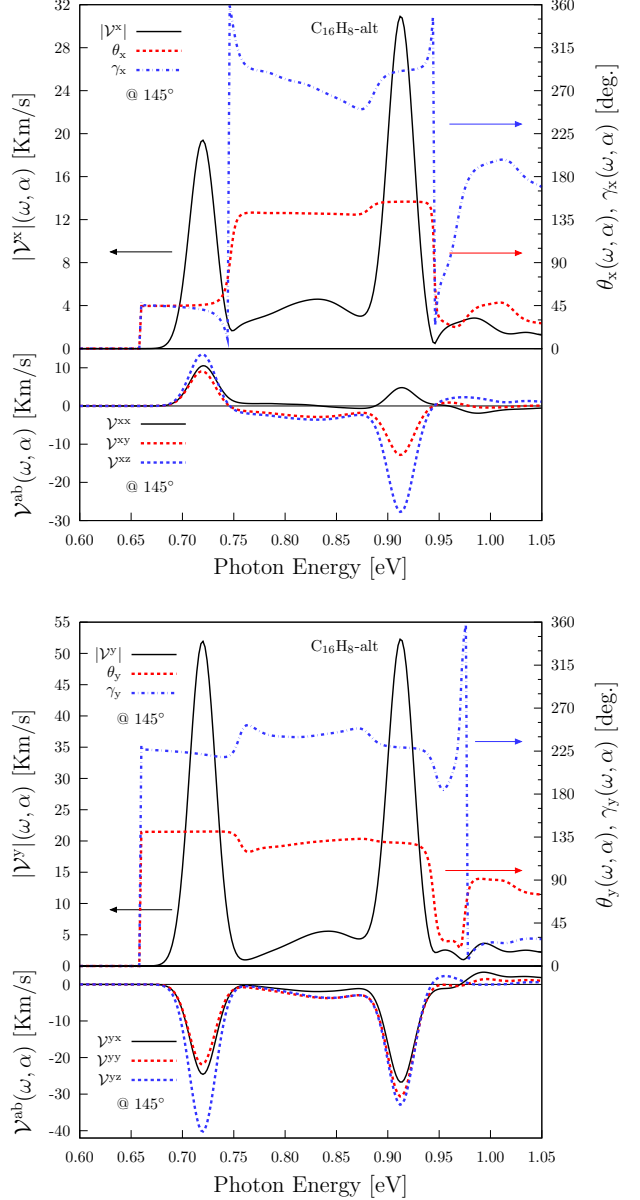 32
28
24
20
16
12
8
4
0
|𝒱ˣ|(ω, α) [Km/s]
|𝒱ˣ|
θₓ
γₓ
@ 145°
C₁₆H₈-alt
360
315
270
225
180
135
90
45
0
θₓ(ω, α), γₓ(ω, α) [deg.]
10
0
-10
-20
-30
𝒱ᵃᵇ(ω, α) [Km/s]
𝒱ˣˣ
𝒱ˣʸ
𝒱ˣᶻ
@ 145°
0.60 0.65 0.70 0.75 0.80 0.85 0.90 0.95 1.00 1.05
Photon Energy [eV]
55
50
45
40
35
30
25
20
15
10
5
0
|𝒱ʸ|(ω, α) [Km/s]
|𝒱ʸ|
θ_y
γ_y
@ 145°
C₁₆H₈-alt
360
315
270
225
180
135
90
45
0
θ_y(ω, α), γ_y(ω, α) [deg.]
0
-10
-20
-30
-40
𝒱ᵃᵇ(ω, α) [Km/s]
𝒱ʸˣ
𝒱ʸʸ
𝒱ʸᶻ
@ 145°
0.60 0.65 0.70 0.75 0.80 0.85 0.90 0.95 1.00 1.05
Photon Energy [eV]